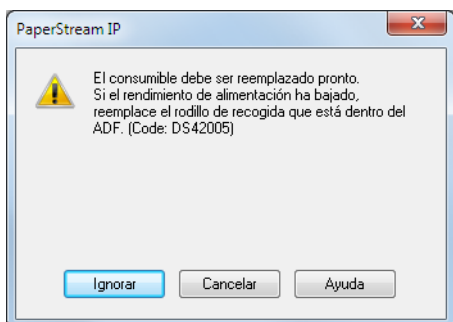 PaperStream IP
El consumible debe ser reemplazado pronto.
Si el rendimiento de alimentación ha bajado,
reemplace el rodillo de recogida que está dentro del
ADF. (Code: DS42005)
Ignorar
Cancelar
Ayuda